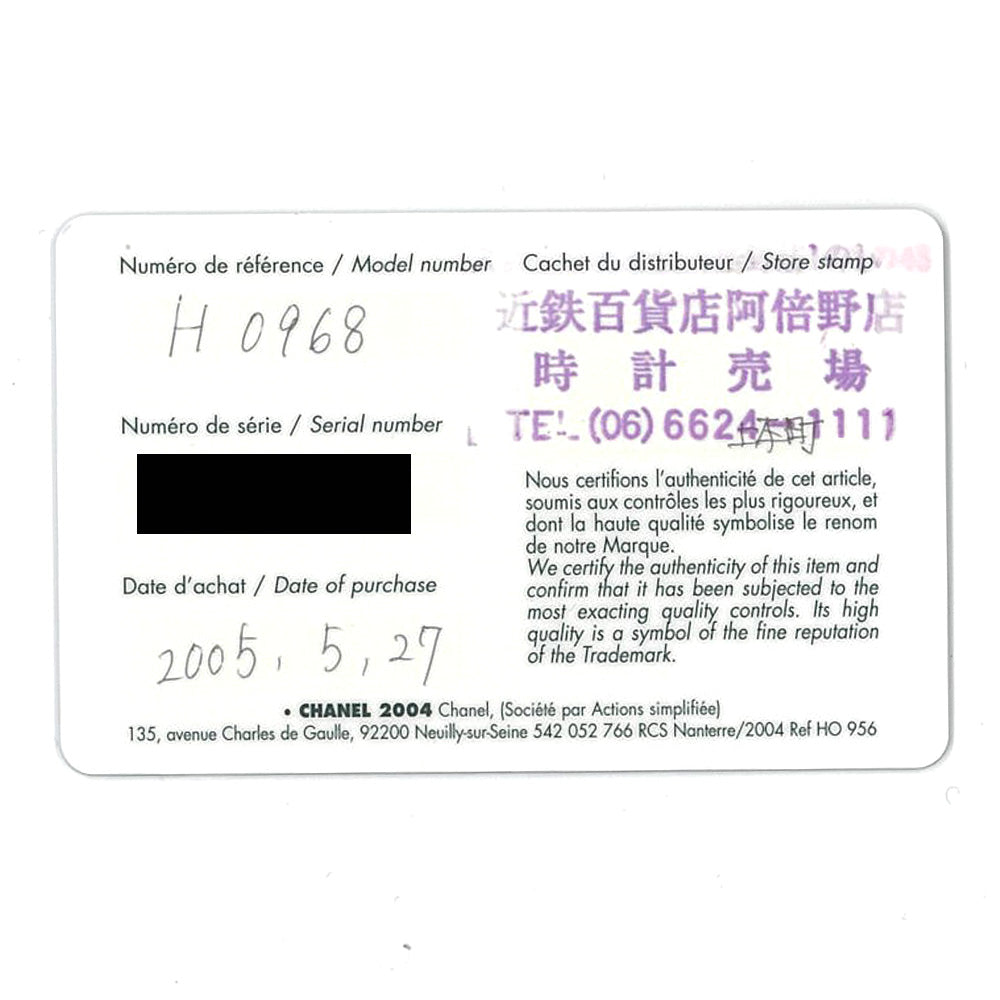 Numéro de référence / Model number
H 0968
Numéro de série / Serial number
Date d'achat / Date of purchase
2005, 5, 27
Cachet du distributeur / Store stamp
近鉄百貨店阿倍野店
時計売場
TEL (06) 6624-1111
上本町
Nous certifions l'authenticité de cet article,
soumis aux contrôles les plus rigoureux, et
dont la haute qualité symbolise le renom
de notre Marque.
We certify the authenticity of this item and
confirm that it has been subjected to the
most exacting quality controls. Its high
quality is a symbol of the fine reputation
of the Trademark.
• CHANEL 2004 Chanel, (Société par Actions simplifiée)
135, avenue Charles de Gaulle, 92200 Neuilly-sur-Seine 542 052 766 RCS Nanterre/2004 Ref HO 956